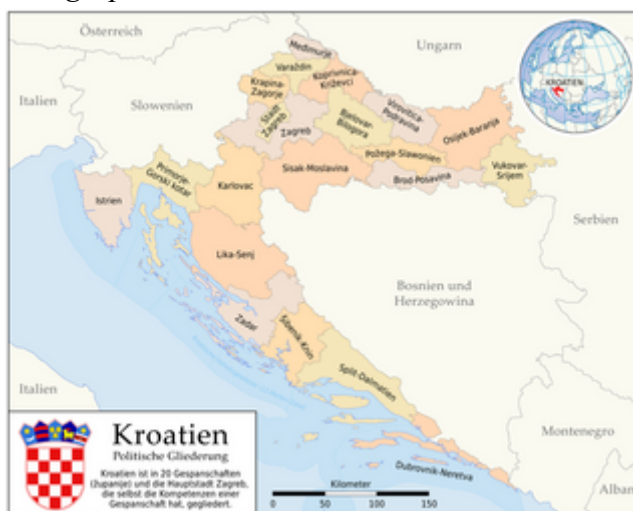 Österreich
Ungarn
Italien
Slowenien
KROATIEN
Međimurje
Varaždin
Krapina-
Zagorje
Koprivnica-
Križevci
Stadt
Zagreb
Zagreb
Bjelovar-
Bilogora
Virovitica-
Podravina
Osijek-Baranja
Požega-Slawonien
Vukovar-
Srijem
Brod-Posavina
Sisak-Moslavina
Karlovac
Primorje-
Gorski kotar
Istrien
Serbien
Lika-Senj
Bosnien und
Herzegowina
Zadar
Šibenik-Knin
Split-Dalmatien
Italien
Montenegro
Dubrovnik-Neretva
Alban
Kroatien
Politische Gliederung
Kroatien ist in 20 Gespanschaften
(županije) und die Hauptstadt Zagreb,
die selbst die Kompetenzen einer
Gespanschaft hat, gegliedert.
Kilometer
0 50 100 150